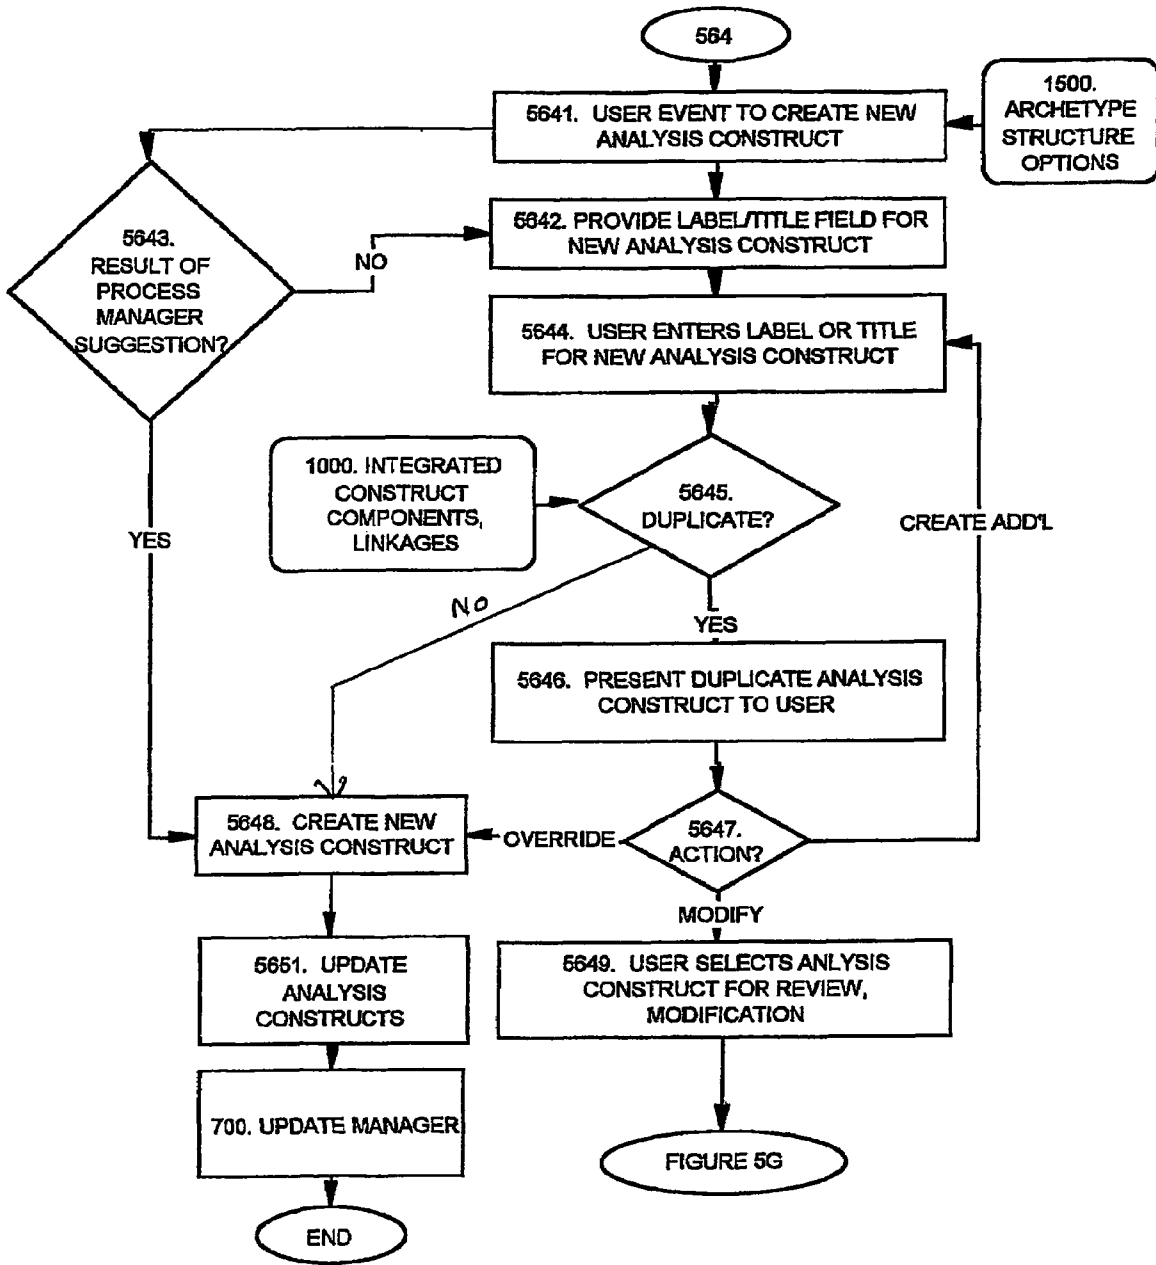 564
5641. USER EVENT TO CREATE NEW
ANALYSIS CONSTRUCT
1500.
ARCHETYPE
STRUCTURE
OPTIONS
5642. PROVIDE LABEL/TITLE FIELD FOR
NEW ANALYSIS CONSTRUCT
5643.
RESULT OF
PROCESS
MANAGER
SUGGESTION?
NO
5644. USER ENTERS LABEL OR TITLE
FOR NEW ANALYSIS CONSTRUCT
1000. INTEGRATED
CONSTRUCT
COMPONENTS,
LINKAGES
5645.
DUPLICATE?
CREATE ADD'L
YES
NO
YES
5646. PRESENT DUPLICATE ANALYSIS
CONSTRUCT TO USER
5648. CREATE NEW
ANALYSIS CONSTRUCT
OVERRIDE
5647.
ACTION?
MODIFY
5651. UPDATE
ANALYSIS
CONSTRUCTS
5649. USER SELECTS ANLYSIS
CONSTRUCT FOR REVIEW,
MODIFICATION
700. UPDATE MANAGER
FIGURE 5G
END